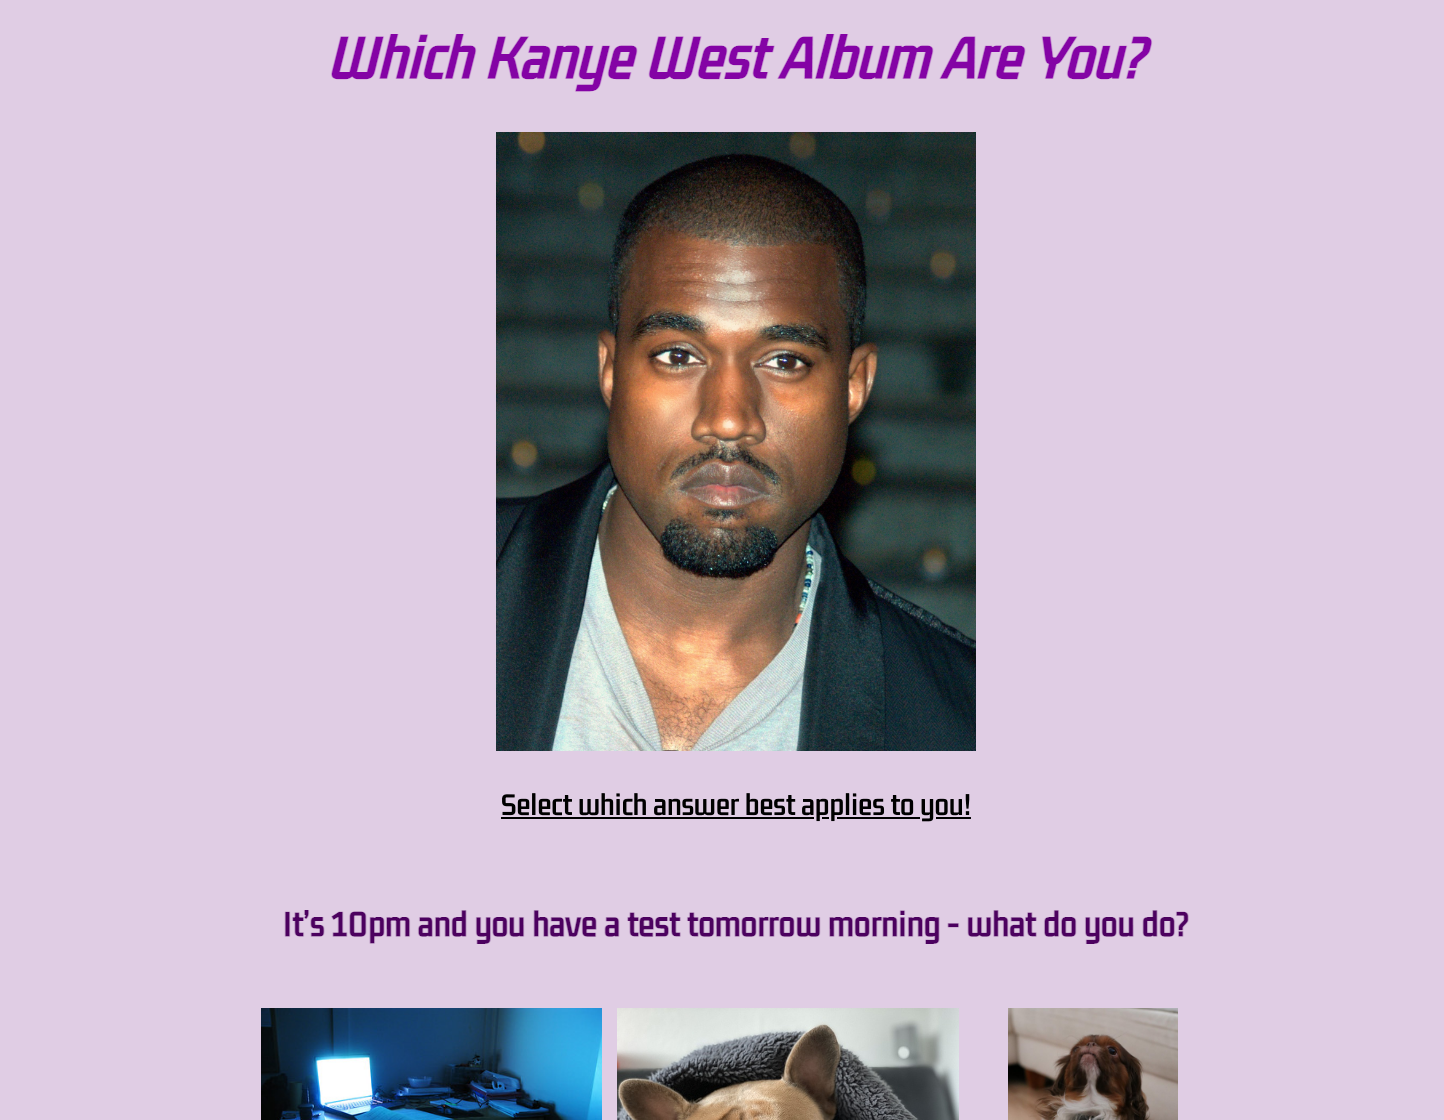 Which Kanye West Album Are You?
Select which answer best applies to you!
It's 10pm and you have a test tomorrow morning - what do you do?